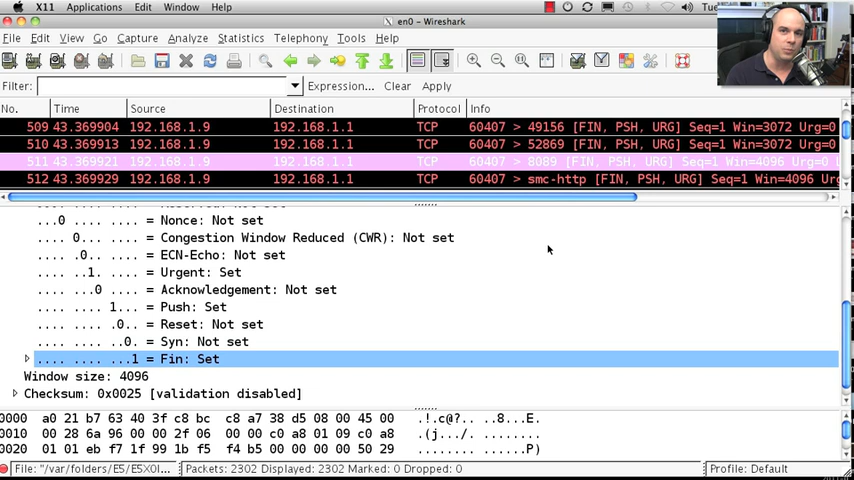 X11 Applications Edit Window Help Tue
en0 - Wireshark
File Edit View Go Capture Analyze Statistics Telephony Tools Help
Filter: Expression... Clear Apply
No. Time Source Destination Protocol Info
509 43.369904 192.168.1.9 192.168.1.1 TCP 60407 > 49156 [FIN, PSH, URG] Seq=1 Win=3072 Urg=0
510 43.369913 192.168.1.9 192.168.1.1 TCP 60407 > 52869 [FIN, PSH, URG] Seq=1 Win=3072 Urg=0
511 43.369921 192.168.1.9 192.168.1.1 TCP 60407 > 8089 [FIN, PSH, URG] Seq=1 Win=4096 Urg=0 L
512 43.369929 192.168.1.9 192.168.1.1 TCP 60407 > smc-http [FIN, PSH, URG] Seq=1 Win=4096 Urg
...0 .... .... = Nonce: Not set
.... 0... .... = Congestion Window Reduced (CWR): Not set
.... .0.. .... = ECN-Echo: Not set
.... ..1. .... = Urgent: Set
.... ...0 .... = Acknowledgement: Not set
.... .... 1... = Push: Set
.... .... .0.. = Reset: Not set
.... .... ..0. = Syn: Not set
.... .... ...1 = Fin: Set
Window size: 4096
Checksum: 0x0025 [validation disabled]
0000 a0 21 b7 63 40 3f c8 bc c8 a7 38 d5 08 00 45 00 .!.c@?.. ..8...E.
0010 00 28 6a 96 00 00 2f 06 00 00 c0 a8 01 09 c0 a8 .(j.../. ........
0020 01 01 eb f7 1f 99 1b f5 f4 b5 00 00 00 00 50 29 ........ ......P)
File: "/var/folders/E5/E5X0I... Packets: 2302 Displayed: 2302 Marked: 0 Dropped: 0 Profile: Default